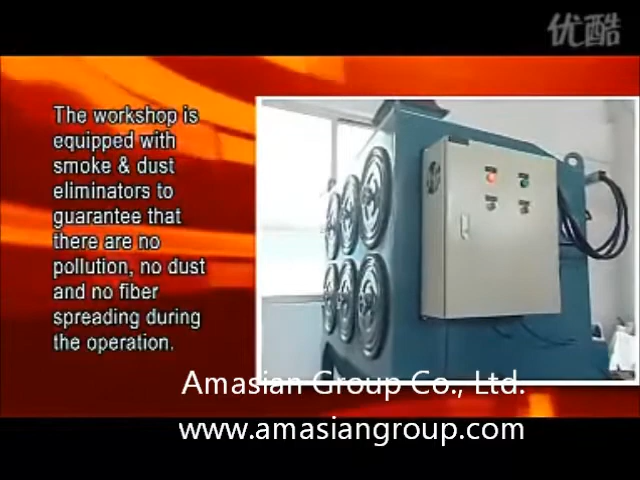 优酷
The workshop is
equipped with
smoke & dust
eliminators to
guarantee that
there are no
pollution, no dust
and no fiber
spreading during
the operation.
Amasian Group Co., Ltd.
www.amasiangroup.com